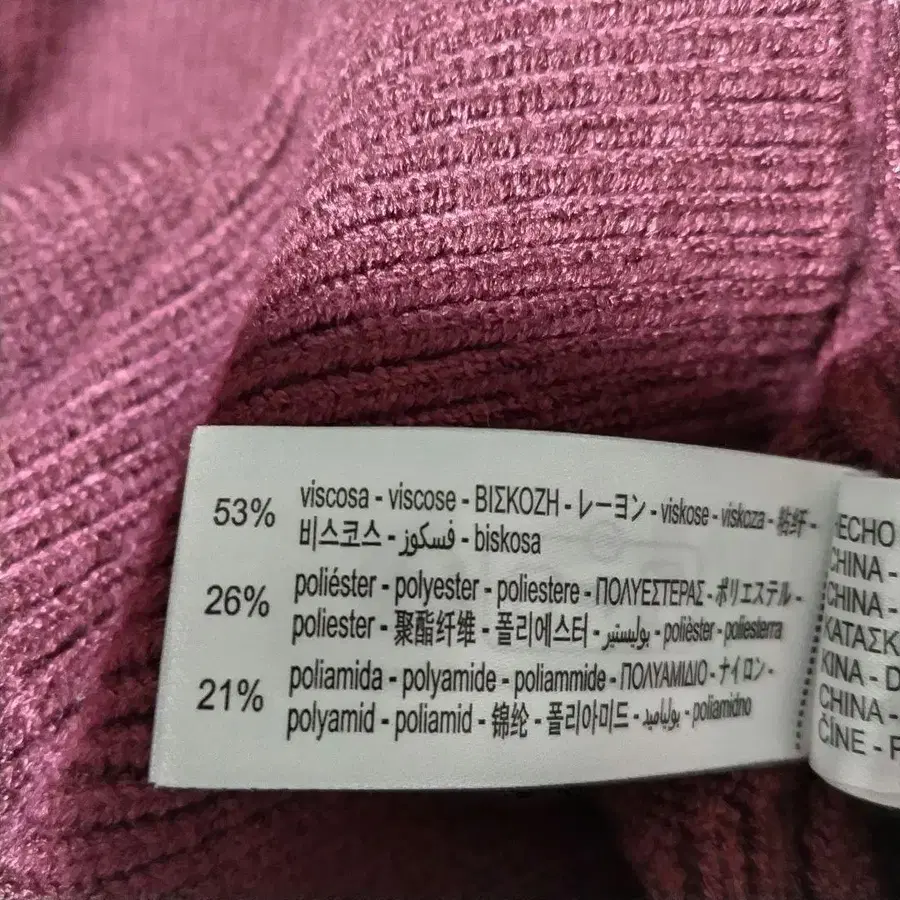 53% viscosa - viscose - ΒΙΣΚΟΖΗ - レーヨン - viskose - viskoza - 粘纤 -
비스코스 - فسكوز - biskosa
26% poliéster - polyester - poliestere - ΠΟΛΥΕΣΤΕΡΑΣ - ポリエステル -
poliester - 聚酯纤维 - 폴리에스터 - بوليستير - polièster - poliesterra
21% poliamida - polyamide - poliammide - ΠΟΛΥΑΜΙΔΙΟ - ナイロン -
polyamid - poliamid - 锦纶 - 폴리아미드 - بولياميد - poliamidno
HECHO
CHINA -
CHINA -
ΚΑΤΑΣΚ
KINA - D
CHINA -
ČÍNE - P